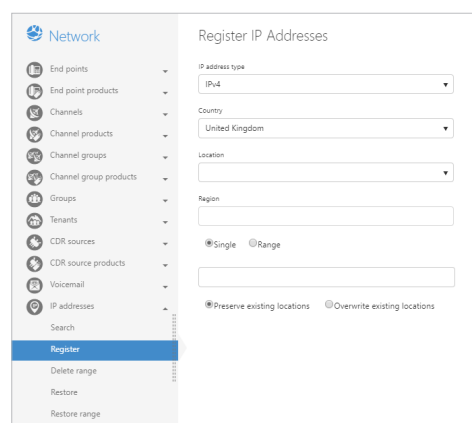 Network
End points
End point products
Channels
Channel products
Channel groups
Channel group products
Groups
Tenants
CDR sources
CDR source products
Voicemail
IP addresses
Search
Register
Delete range
Restore
Restore range
Register IP Addresses
IP address type
IPv4
Country
United Kingdom
Location
Region
Single Range
Preserve existing locations Overwrite existing locations